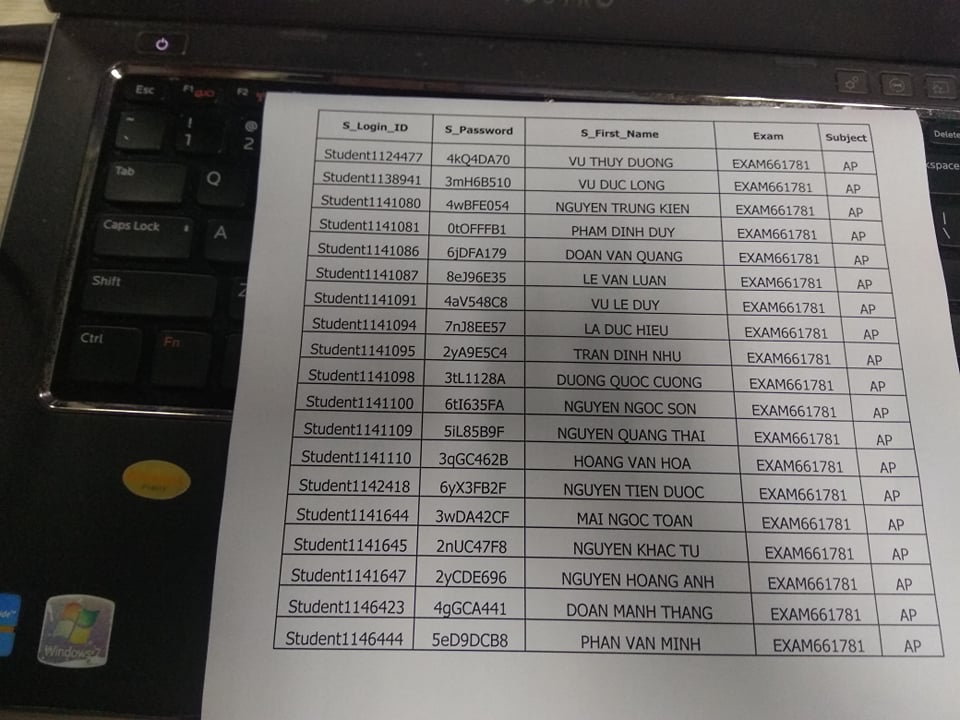 Esc F1 F2
~ ` ! 1 @ 2 Delete
Tab Q
Caps Lock A
Shift Z
Ctrl Fn
Windows 7
S_Login_ID S_Password S_First_Name Exam Subject
Student1124477 4kQ4DA70 VU THUY DUONG EXAM661781 AP
Student1138941 3mH6B510 VU DUC LONG EXAM661781 AP
Student1141080 4wBFE054 NGUYEN TRUNG KIEN EXAM661781 AP
Student1141081 0tOFFFB1 PHAM DINH DUY EXAM661781 AP
Student1141086 6jDFA179 DOAN VAN QUANG EXAM661781 AP
Student1141087 8eJ96E35 LE VAN LUAN EXAM661781 AP
Student1141091 4aV548C8 VU LE DUY EXAM661781 AP
Student1141094 7nJ8EE57 LA DUC HIEU EXAM661781 AP
Student1141095 2yA9E5C4 TRAN DINH NHU EXAM661781 AP
Student1141098 3tL1128A DUONG QUOC CUONG EXAM661781 AP
Student1141100 6tI635FA NGUYEN NGOC SON EXAM661781 AP
Student1141109 5iL85B9F NGUYEN QUANG THAI EXAM661781 AP
Student1141110 3qGC462B HOANG VAN HOA EXAM661781 AP
Student1142418 6yX3FB2F NGUYEN TIEN DUOC EXAM661781 AP
Student1141644 3wDA42CF MAI NGOC TOAN EXAM661781 AP
Student1141645 2nUC47F8 NGUYEN KHAC TU EXAM661781 AP
Student1141647 2yCDE696 NGUYEN HOANG ANH EXAM661781 AP
Student1146423 4gGCA441 DOAN MANH THANG EXAM661781 AP
Student1146444 5eD9DCB8 PHAN VAN MINH EXAM661781 AP